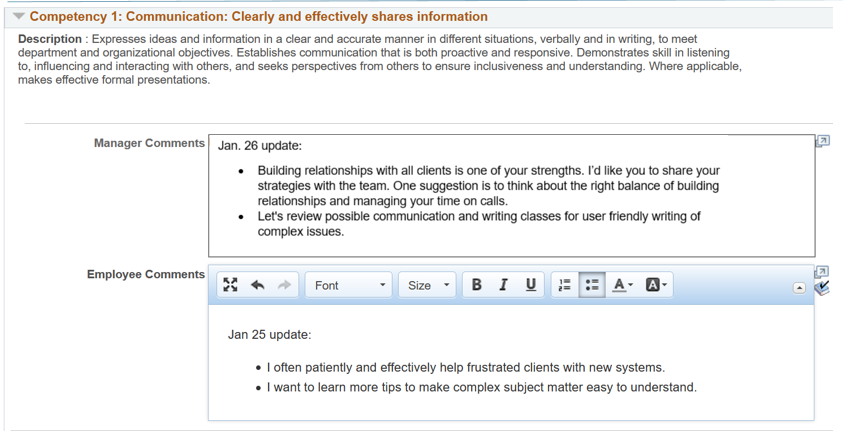 Competency 1: Communication: Clearly and effectively shares information
Description : Expresses ideas and information in a clear and accurate manner in different situations, verbally and in writing, to meet
department and organizational objectives. Establishes communication that is both proactive and responsive. Demonstrates skill in listening
to, influencing and interacting with others, and seeks perspectives from others to ensure inclusiveness and understanding. Where applicable,
makes effective formal presentations.
Manager Comments
Jan. 26 update:
• Building relationships with all clients is one of your strengths. I'd like you to share your
strategies with the team. One suggestion is to think about the right balance of building
relationships and managing your time on calls.
• Let's review possible communication and writing classes for user friendly writing of
complex issues.
Employee Comments
Font Size B I U A A
Jan 25 update:
• I often patiently and effectively help frustrated clients with new systems.
• I want to learn more tips to make complex subject matter easy to understand.